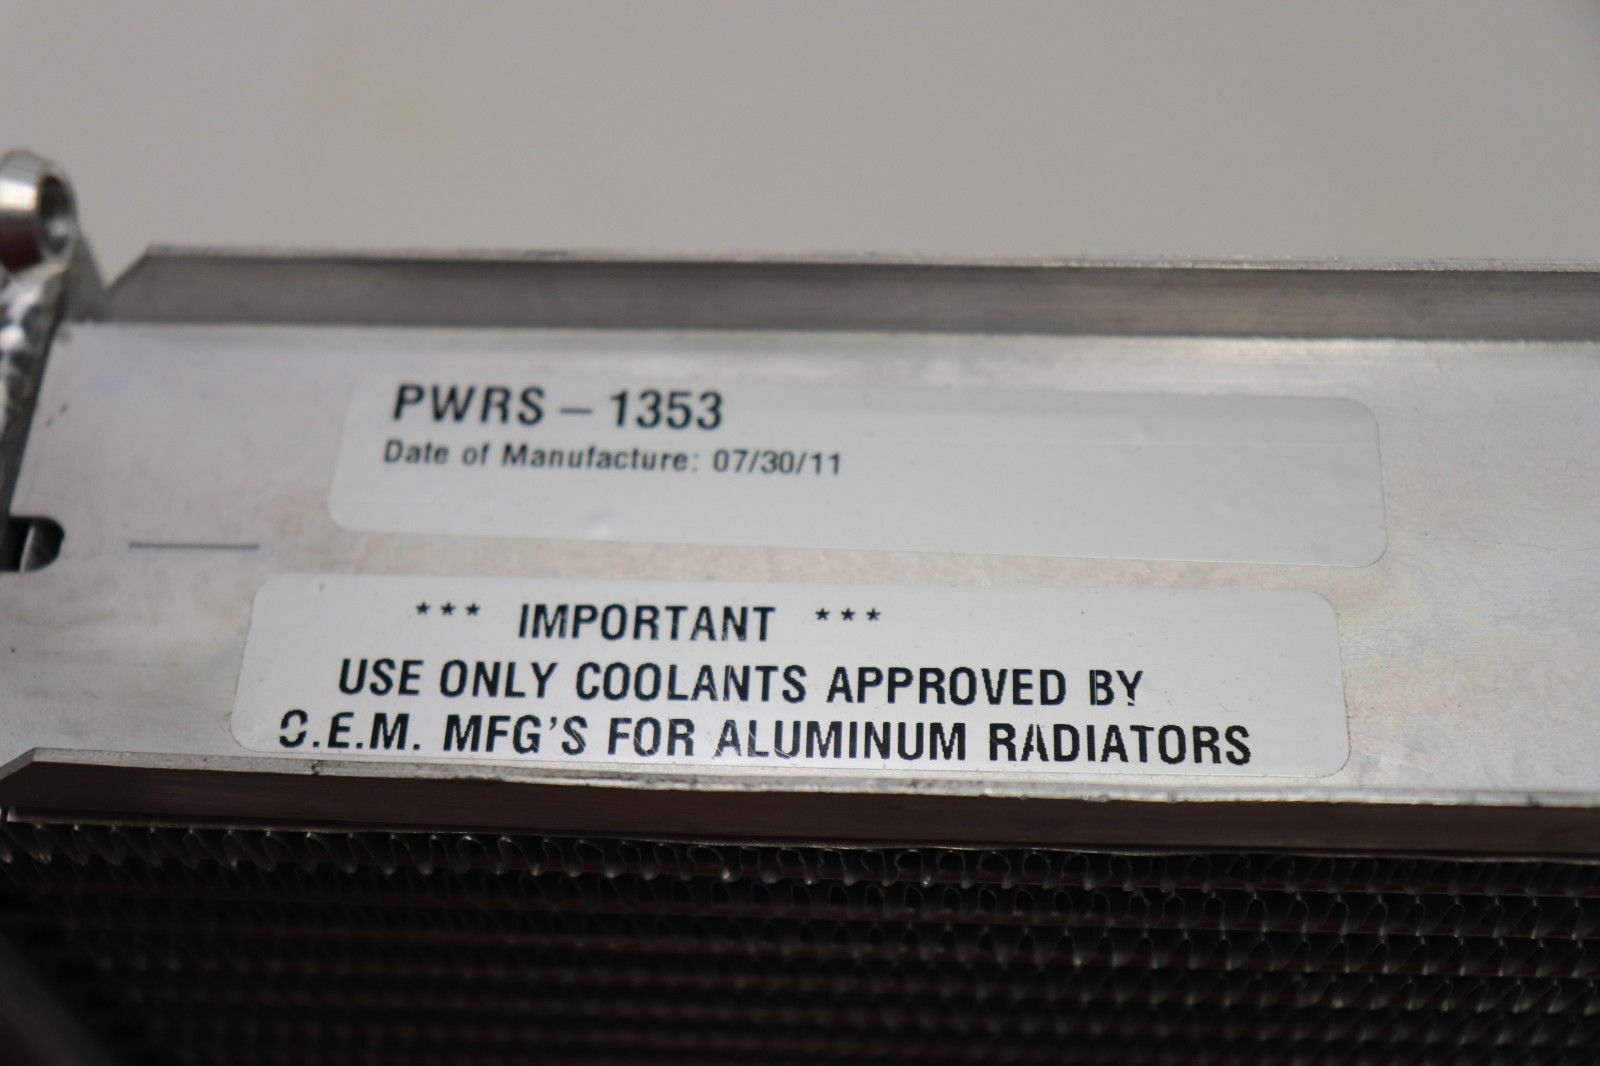 PWRS – 1353
Date of Manufacture: 07/30/11
*** IMPORTANT ***
USE ONLY COOLANTS APPROVED BY
O.E.M. MFG'S FOR ALUMINUM RADIATORS